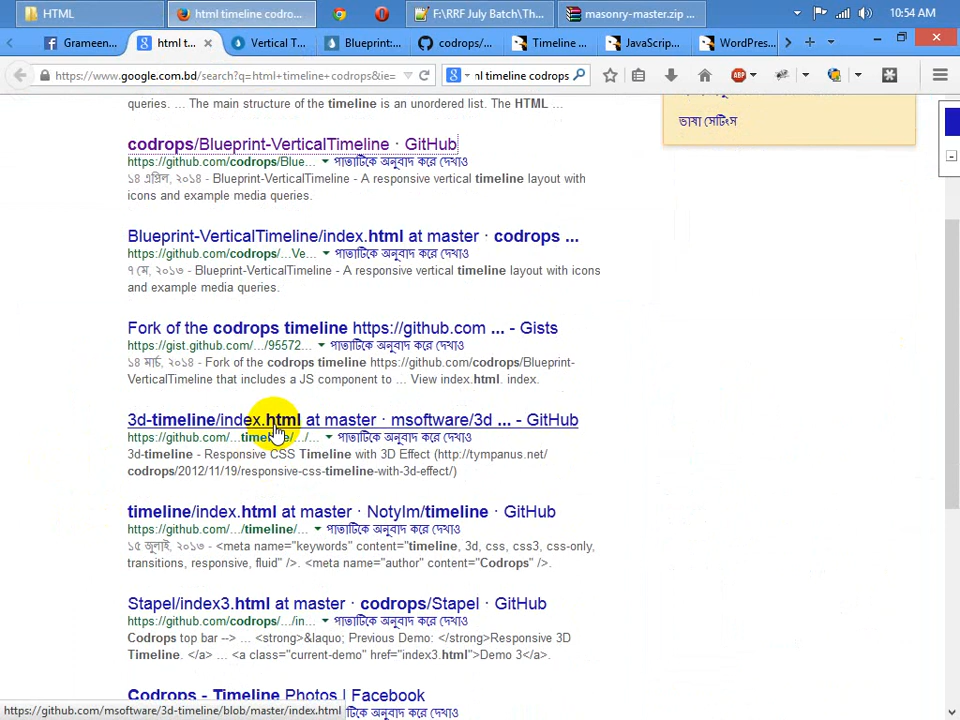 HTML
html timeline codro...
F:\RRF July Batch\Th...
masonry-master.zip ...
10:54 AM
Grameen...
html t...
Vertical T...
Blueprint:...
codrops/...
Timeline ...
JavaScrip...
WordPress...
https://www.google.com.bd/search?q=html+timeline+codrops&ie=
nl timeline codrops
queries. ... The main structure of the timeline is an unordered list. The HTML ...
ভাষা সেটিংস
codrops/Blueprint-VerticalTimeline · GitHub
https://github.com/codrops/Blue... ▾ পাতাটিকে অনুবাদ করে দেখাও
১৪ এপ্রিল, ২০১৪ - Blueprint-VerticalTimeline - A responsive vertical timeline layout with
icons and example media queries.
Blueprint-VerticalTimeline/index.html at master · codrops ...
https://github.com/codrops/...Ve... ▾ পাতাটিকে অনুবাদ করে দেখাও
৭ মে, ২০১৩ - Blueprint-VerticalTimeline - A responsive vertical timeline layout with icons
and example media queries.
Fork of the codrops timeline https://github.com ... - Gists
https://gist.github.com/.../95572... ▾ পাতাটিকে অনুবাদ করে দেখাও
১৪ মার্চ, ২০১৪ - Fork of the codrops timeline https://github.com/codrops/Blueprint-
VerticalTimeline that includes a JS component to ... View index.html. index.
3d-timeline/index.html at master · msoftware/3d ... - GitHub
https://github.com/...timeline/.../... ▾ পাতাটিকে অনুবাদ করে দেখাও
3d-timeline - Responsive CSS Timeline with 3D Effect (http://tympanus.net/
codrops/2012/11/19/responsive-css-timeline-with-3d-effect/)
timeline/index.html at master · NotyIm/timeline · GitHub
https://github.com/.../timeline/... ▾ পাতাটিকে অনুবাদ করে দেখাও
১৫ জুলাই, ২০১৩ - <meta name="keywords" content="timeline, 3d, css, css3, css-only,
transitions, responsive, fluid" />. <meta name="author" content="Codrops" />.
Stapel/index3.html at master · codrops/Stapel · GitHub
https://github.com/codrops/.../in... ▾ পাতাটিকে অনুবাদ করে দেখাও
Codrops top bar --> ... <strong>&laquo; Previous Demo: </strong>Responsive 3D
Timeline. </a> ... <a class="current-demo" href="index3.html">Demo 3</a>.
Codrops - Timeline Photos | Facebook
পাতাটিকে অনুবাদ করে দেখাও
https://github.com/msoftware/3d-timeline/blob/master/index.html